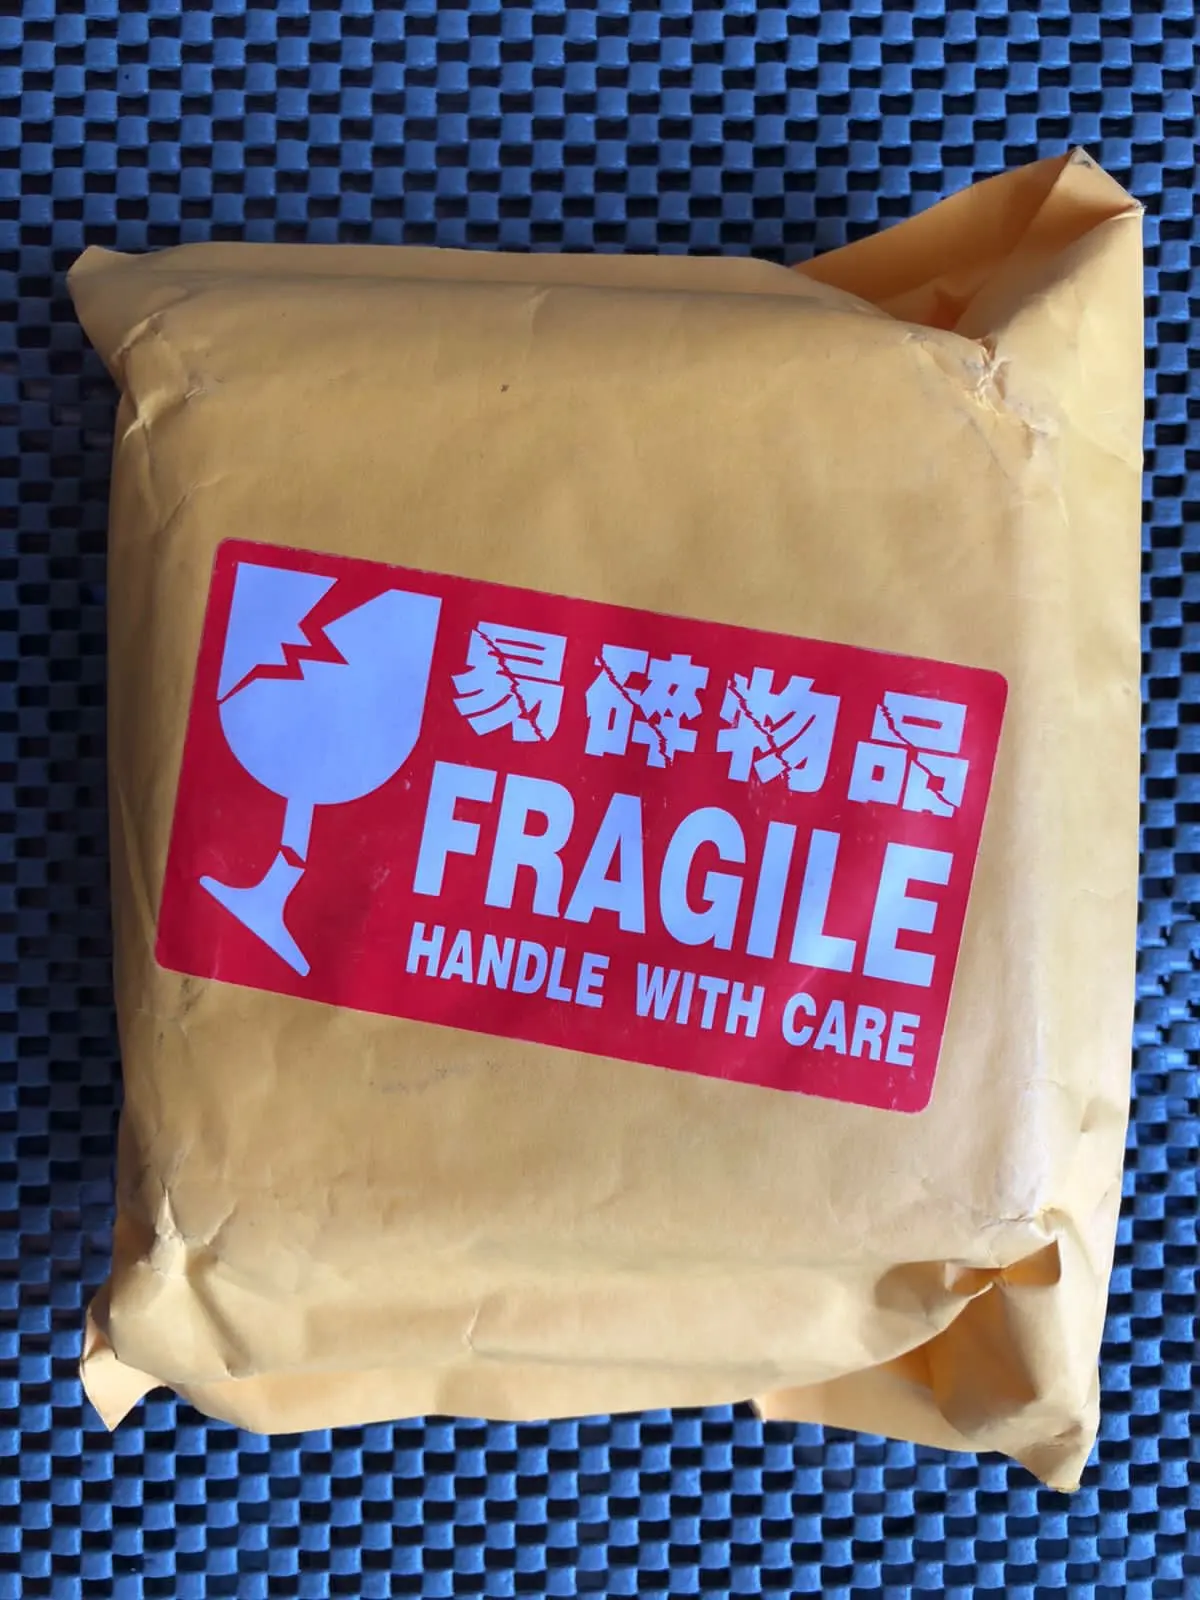 易碎物品
FRAGILE
HANDLE WITH CARE